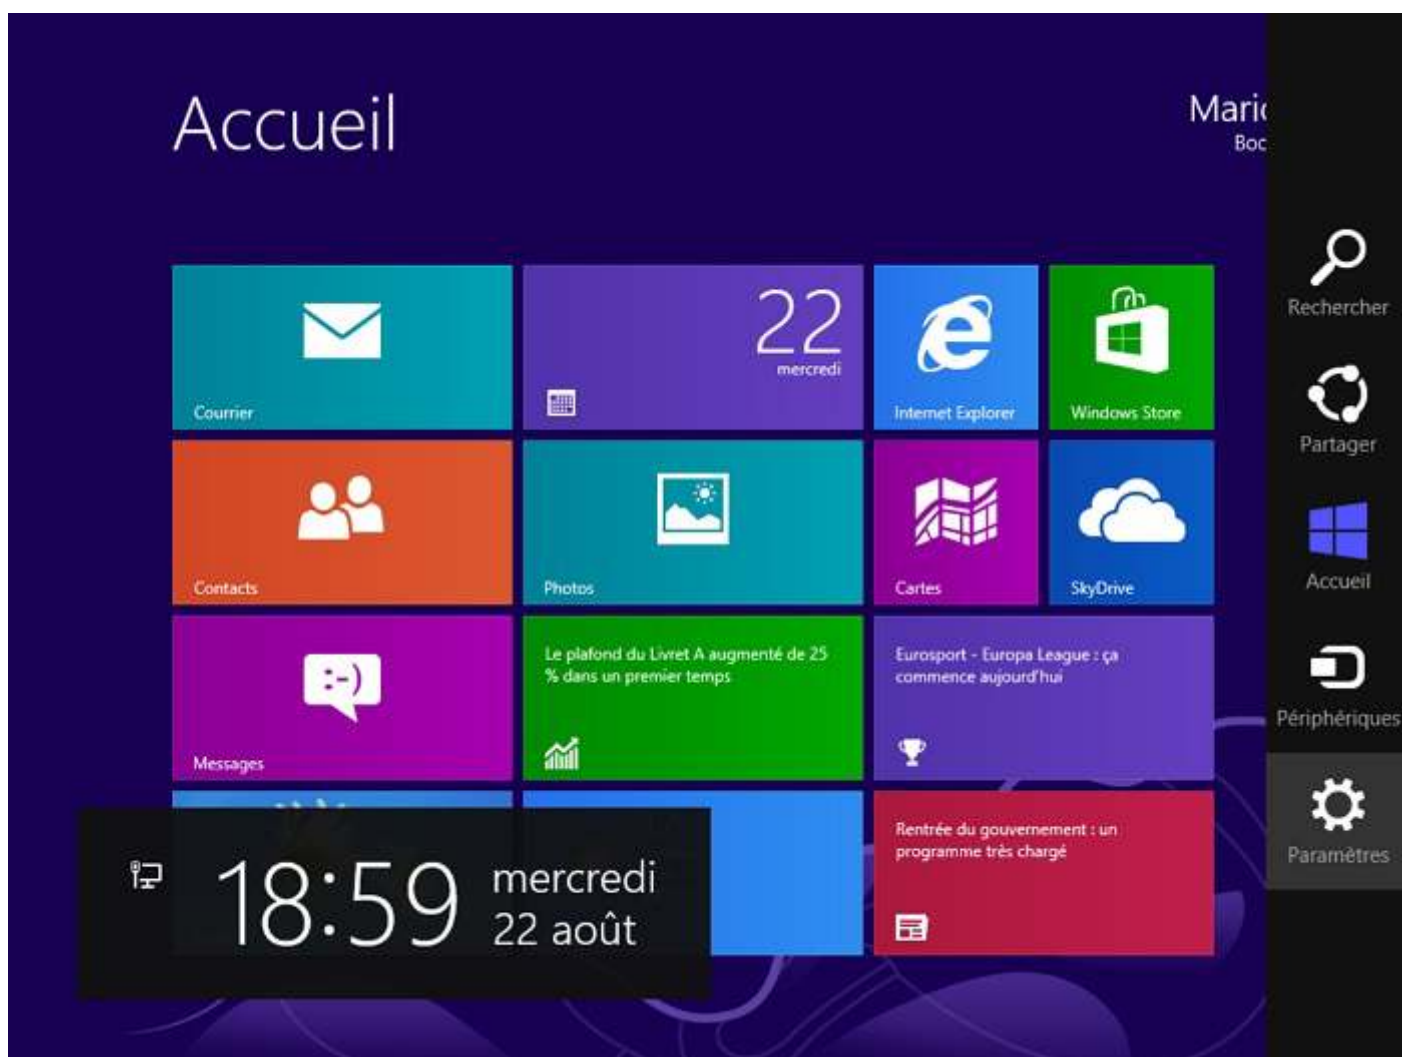 Accueil
Mario
Boc
Rechercher
Partager
Accueil
Périphériques
Paramètres
Courrier
22
mercredi
Internet Explorer
Windows Store
Contacts
Photos
Cartes
SkyDrive
Messages
Le plafond du Livret A augmenté de 25
% dans un premier temps
Eurosport - Europa League : ça
commence aujourd'hui
Rentrée du gouvernement : un
programme très chargé
18:59
mercredi
22 août
:-)